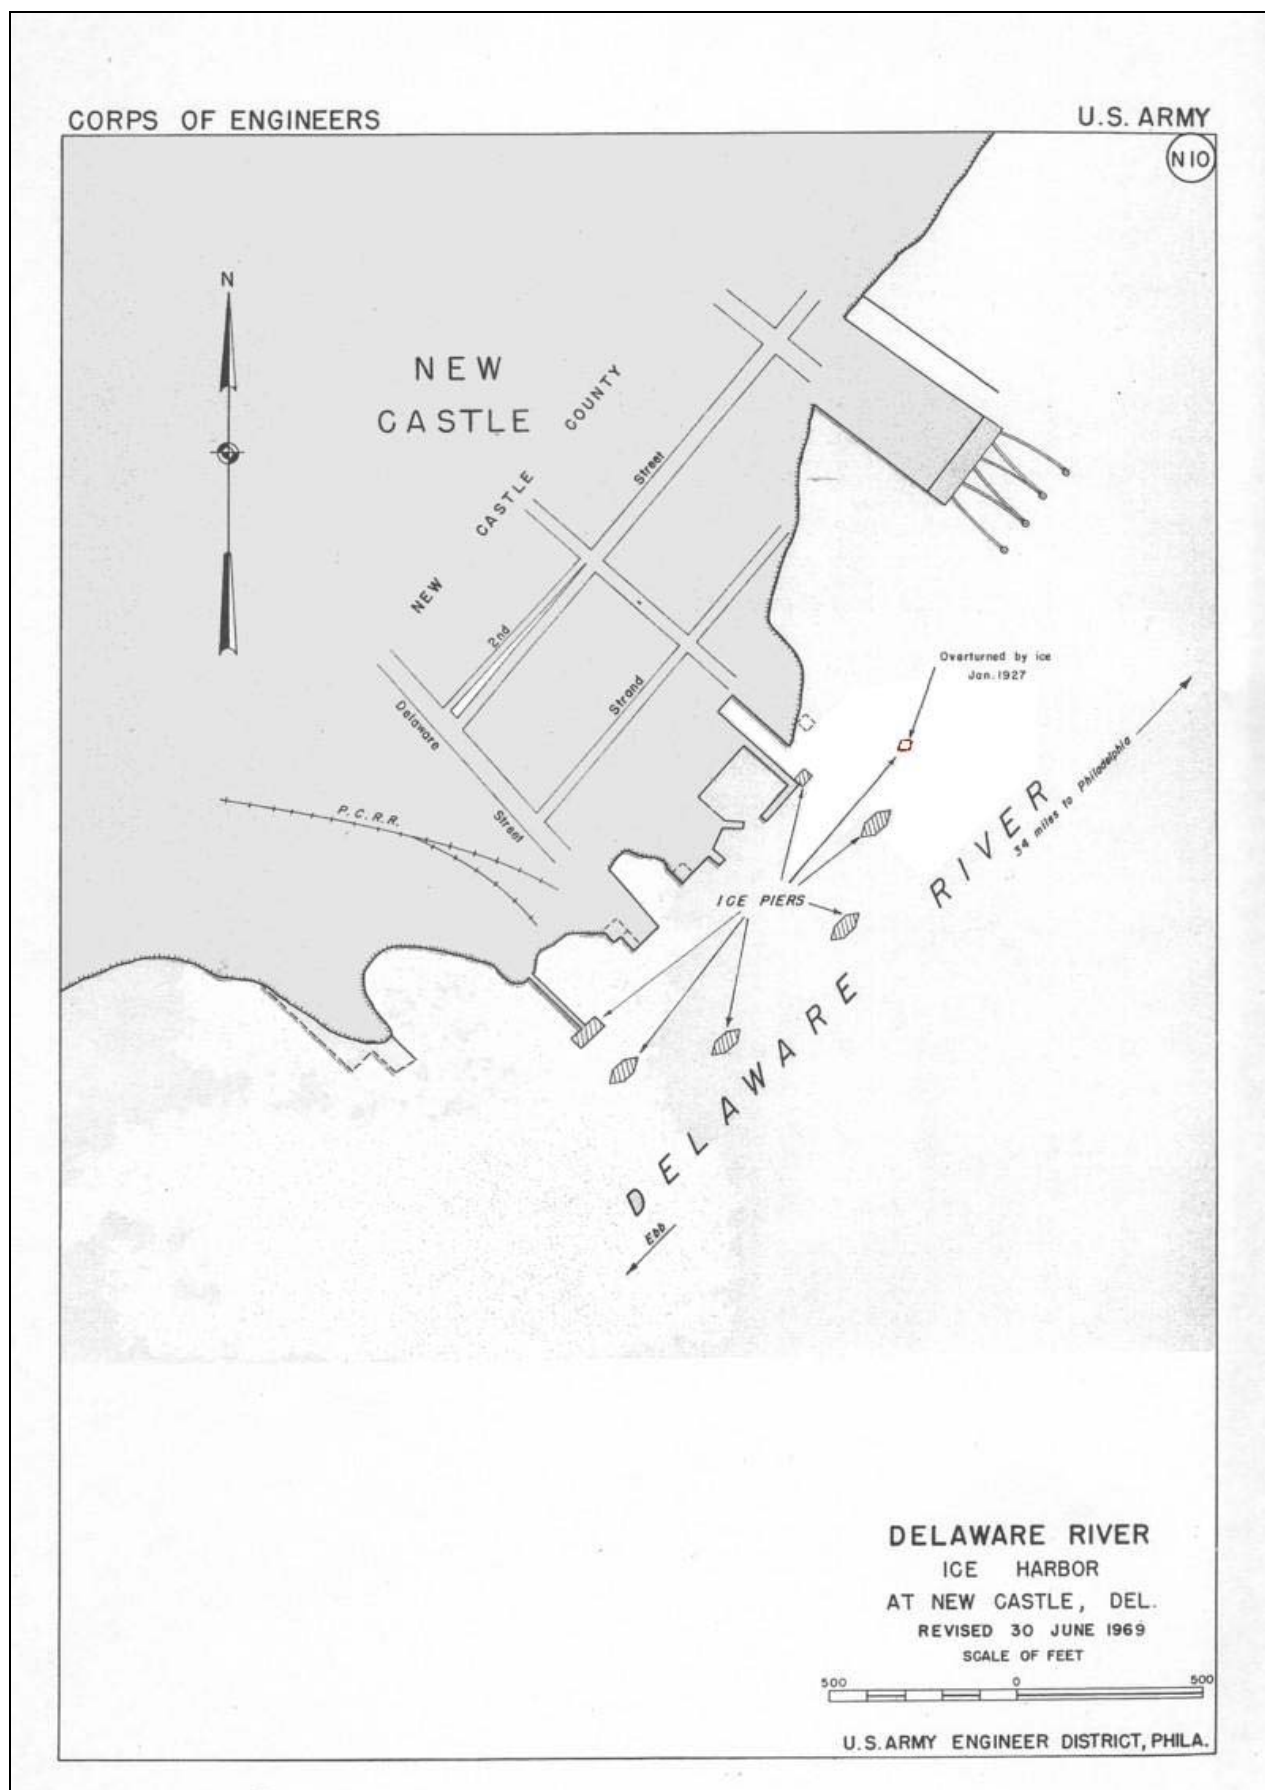 CORPS OF ENGINEERS
U.S. ARMY
N10
N
NEW
CASTLE
NEW CASTLE COUNTY
Street
2nd
Strand
Delaware
Street
P.C.R.R.
Overturned by ice
Jan. 1927
34 miles to Philadelphia
ICE PIERS
DELAWARE RIVER
Ebb
DELAWARE RIVER
ICE HARBOR
AT NEW CASTLE, DEL.
REVISED 30 JUNE 1969
SCALE OF FEET
500 0 500
U.S. ARMY ENGINEER DISTRICT, PHILA.